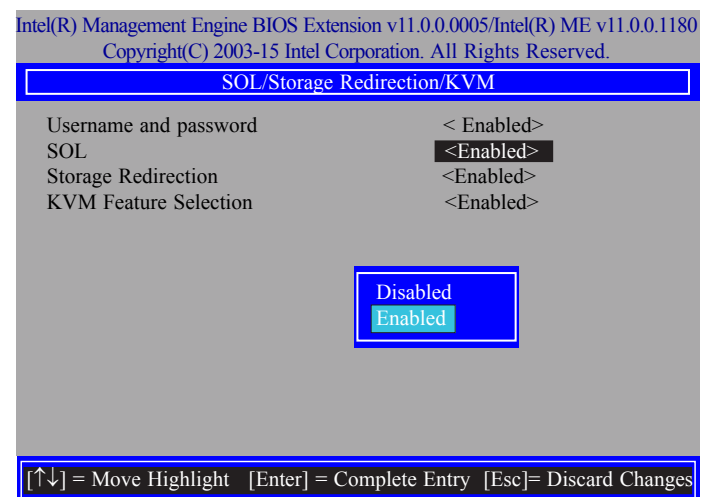 Intel(R) Management Engine BIOS Extension v11.0.0.0005/Intel(R) ME v11.0.0.1180
Copyright(C) 2003-15 Intel Corporation. All Rights Reserved.
SOL/Storage Redirection/KVM
Username and password < Enabled>
SOL <Enabled>
Storage Redirection <Enabled>
KVM Feature Selection <Enabled>
Disabled
Enabled
[↑↓] = Move Highlight [Enter] = Complete Entry [Esc]= Discard Changes